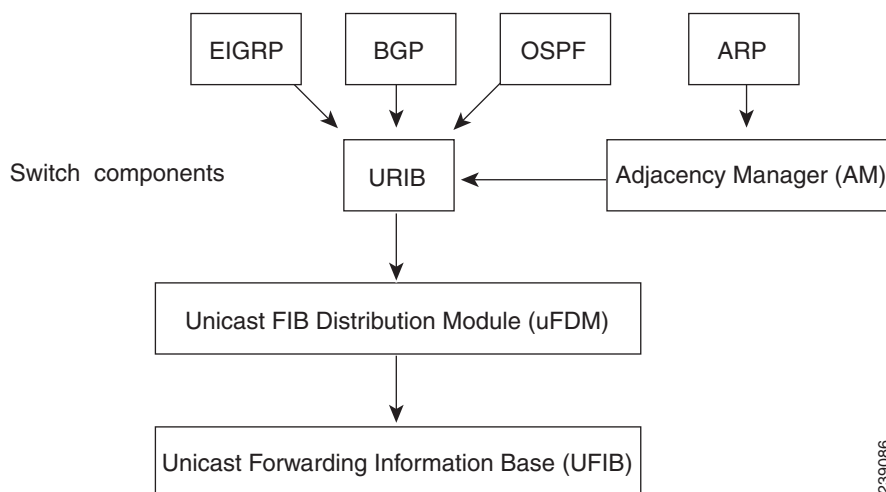 EIGRP
BGP
OSPF
ARP
Switch components
URIB
Adjacency Manager (AM)
Unicast FIB Distribution Module (uFDM)
Unicast Forwarding Information Base (UFIB)
239086